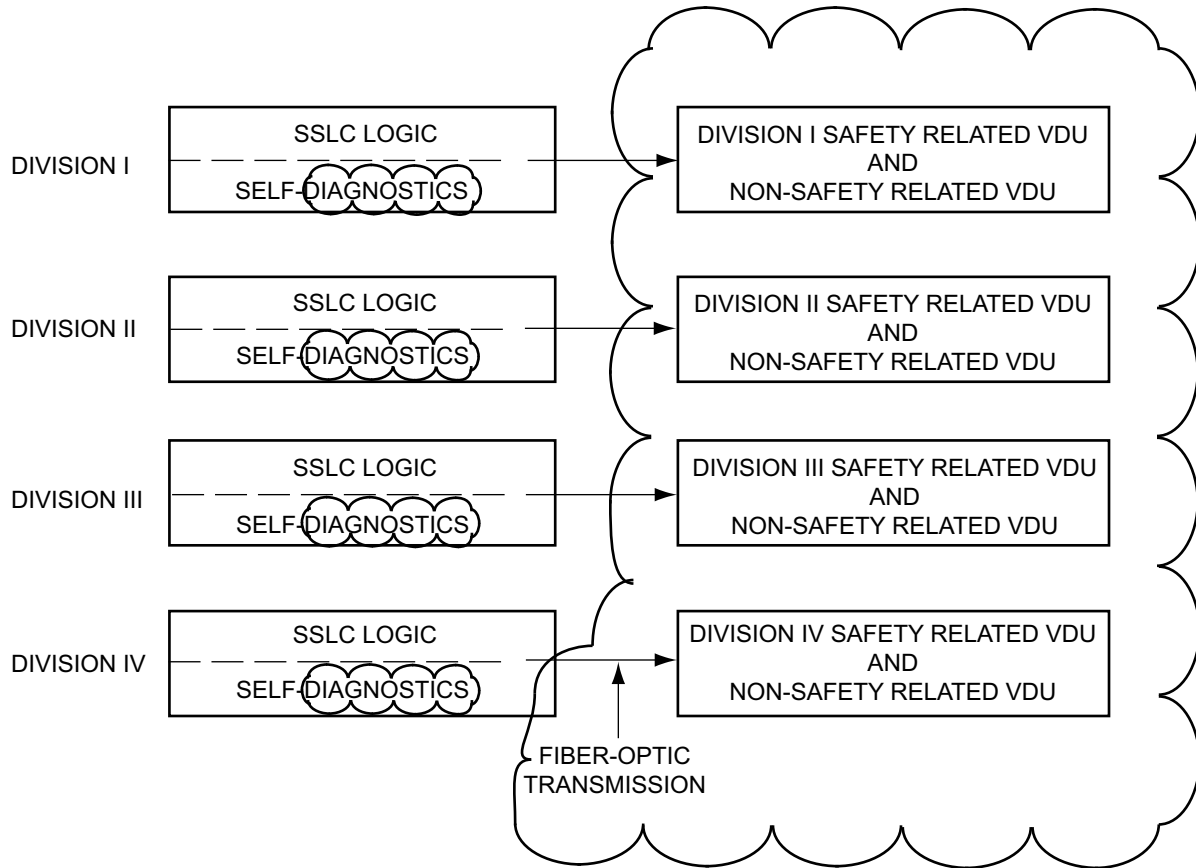 SSLC LOGIC
DIVISION I
SELF-DIAGNOSTICS
DIVISION I SAFETY RELATED VDU
AND
NON-SAFETY RELATED VDU
SSLC LOGIC
DIVISION II
SELF-DIAGNOSTICS
DIVISION II SAFETY RELATED VDU
AND
NON-SAFETY RELATED VDU
SSLC LOGIC
DIVISION III
SELF-DIAGNOSTICS
DIVISION III SAFETY RELATED VDU
AND
NON-SAFETY RELATED VDU
SSLC LOGIC
DIVISION IV
SELF-DIAGNOSTICS
DIVISION IV SAFETY RELATED VDU
AND
NON-SAFETY RELATED VDU
FIBER-OPTIC
TRANSMISSION